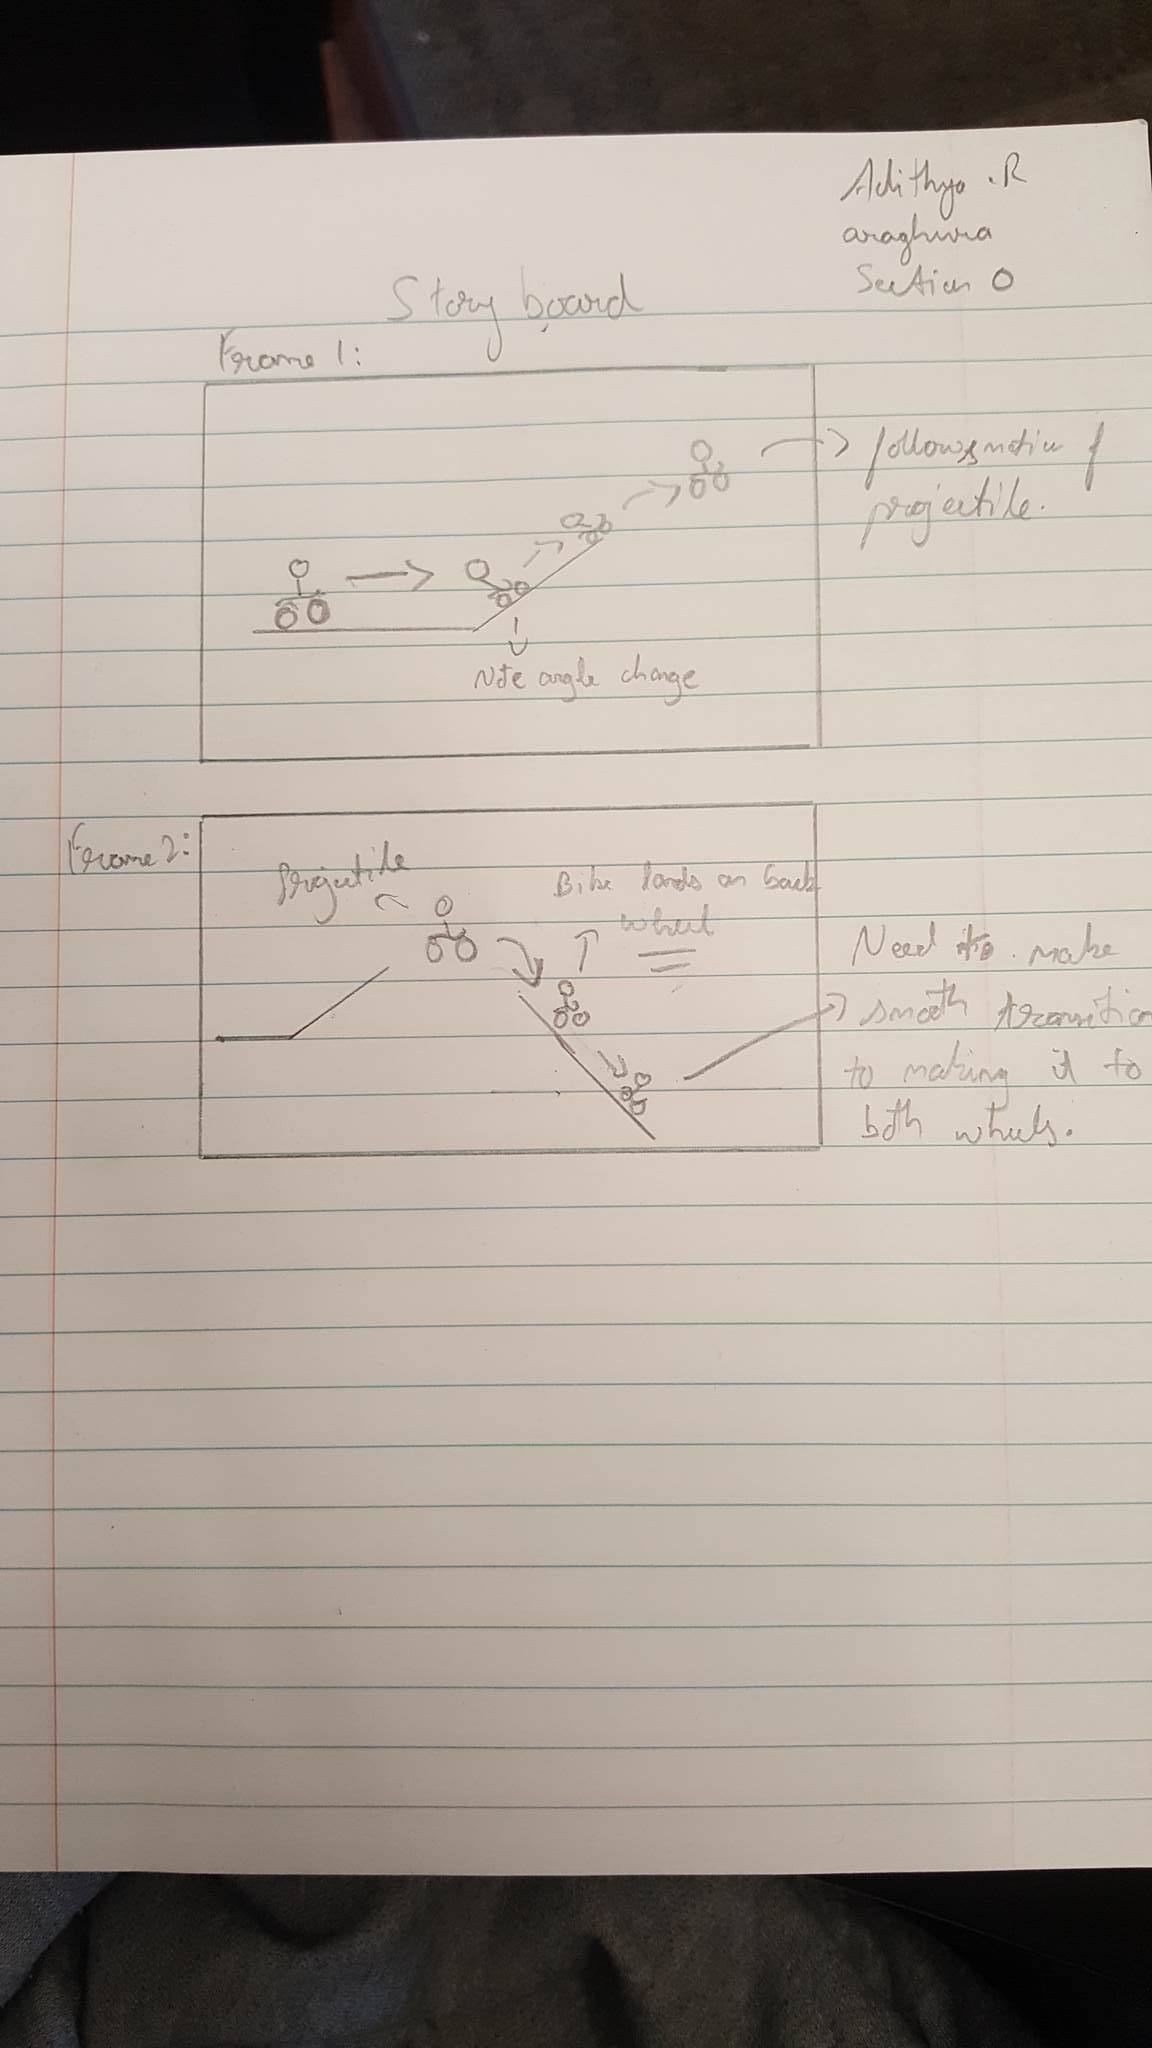 Adithya .R
araghura
Section O
Story board
Frame 1:
follows motion of
projectile.
Note angle change
Frame 2:
Projectile
Bike lands on back
wheel
Need to make
smooth transition
to making it to
both wheels.